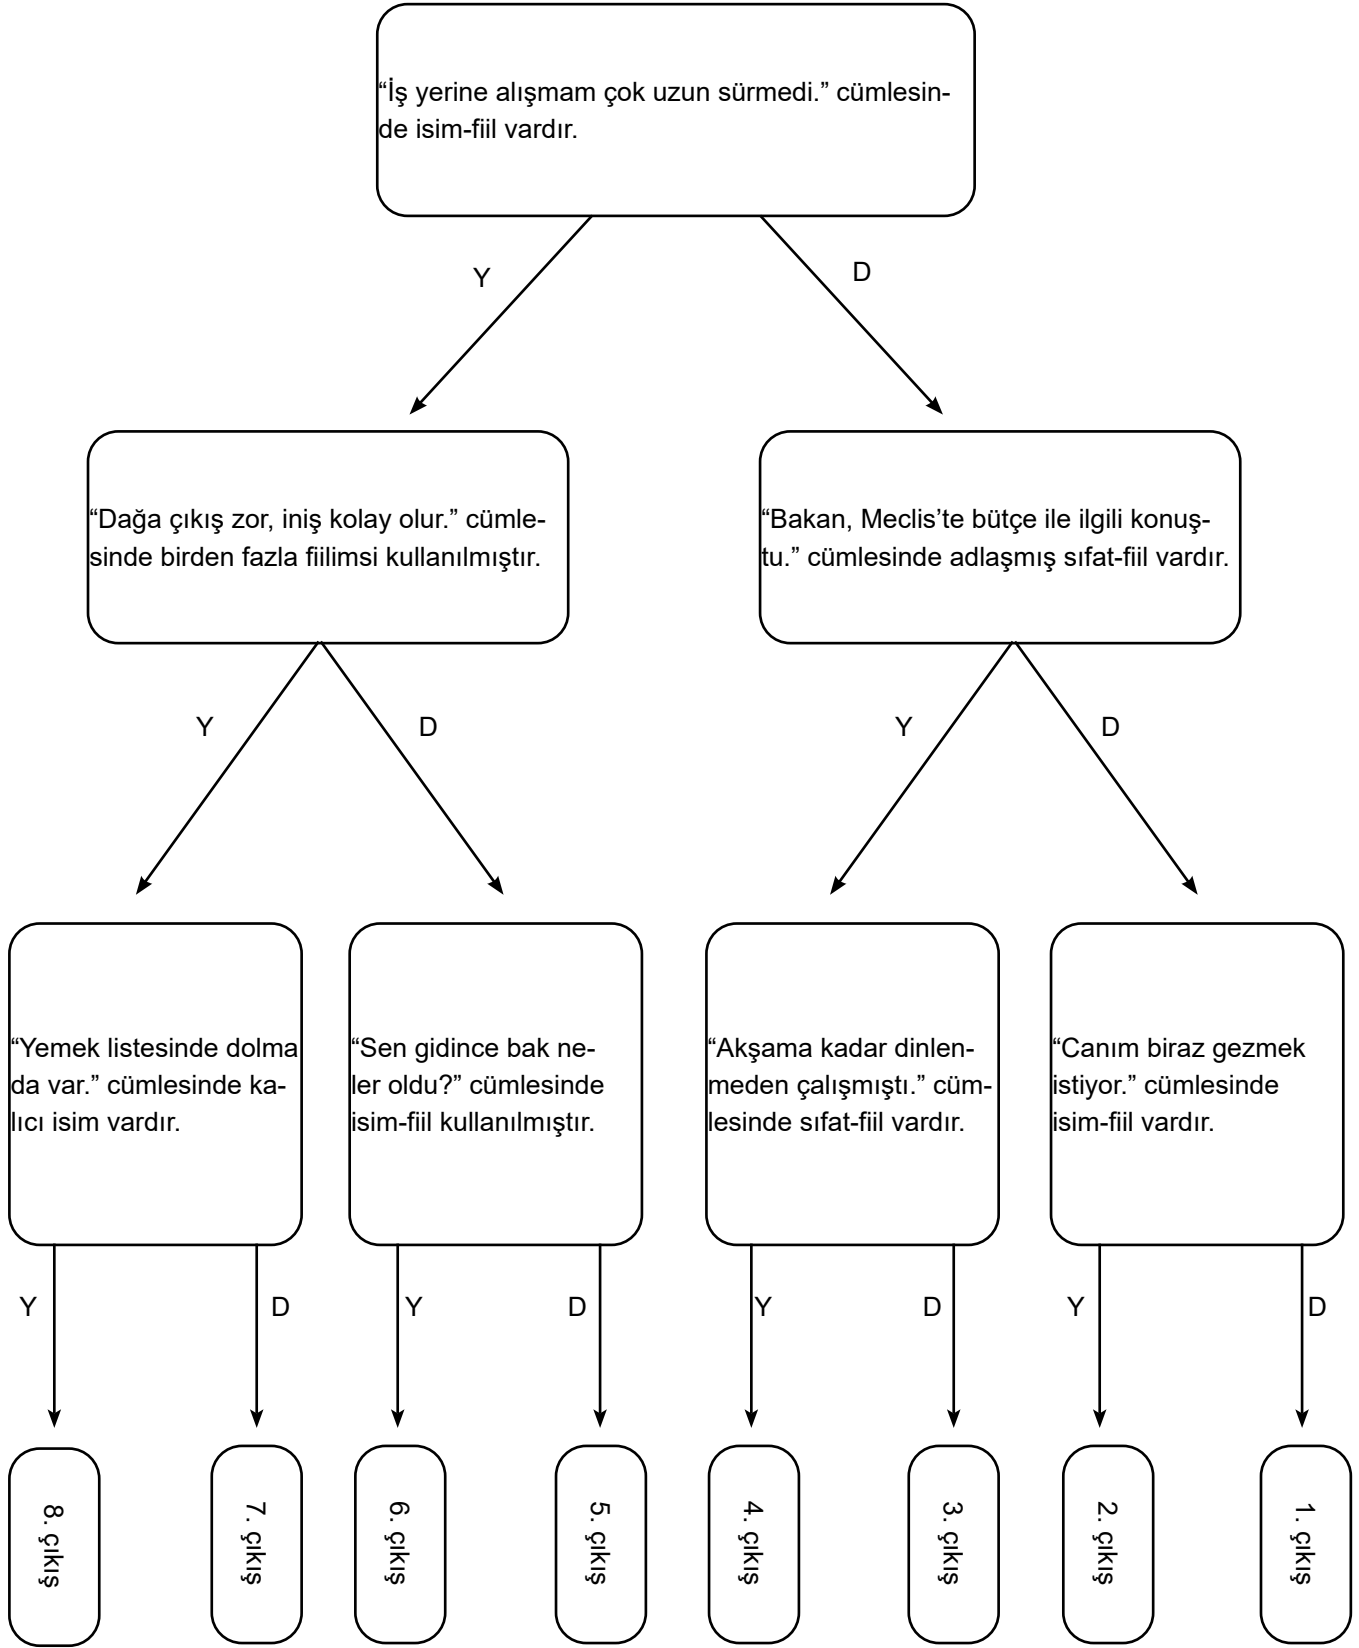 “İş yerine alışmam çok uzun sürmedi.” cümlesin-
de isim-fiil vardır.
Y
D
“Dağa çıkış zor, iniş kolay olur.” cümle-
sinde birden fazla fiilimsi kullanılmıştır.
“Bakan, Meclis’te bütçe ile ilgili konuş-
tu.” cümlesinde adlaşmış sıfat-fiil vardır.
Y
D
Y
D
“Yemek listesinde dolma
da var.” cümlesinde ka-
lıcı isim vardır.
“Sen gidince bak ne-
ler oldu?” cümlesinde
isim-fiil kullanılmıştır.
“Akşama kadar dinlen-
meden çalışmıştı.” cüm-
lesinde sıfat-fiil vardır.
“Canım biraz gezmek
istiyor.” cümlesinde
isim-fiil vardır.
Y
D
Y
D
Y
D
Y
D
8. çıkış
7. çıkış
6. çıkış
5. çıkış
4. çıkış
3. çıkış
2. çıkış
1. çıkış